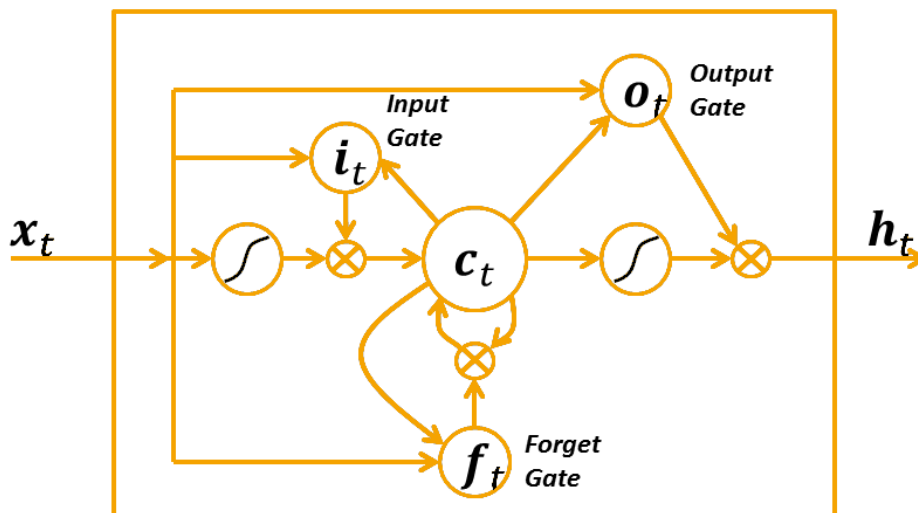 Input
Gate
Output
Gate
o_t
i_t
x_t
c_t
h_t
f_t
Forget
Gate